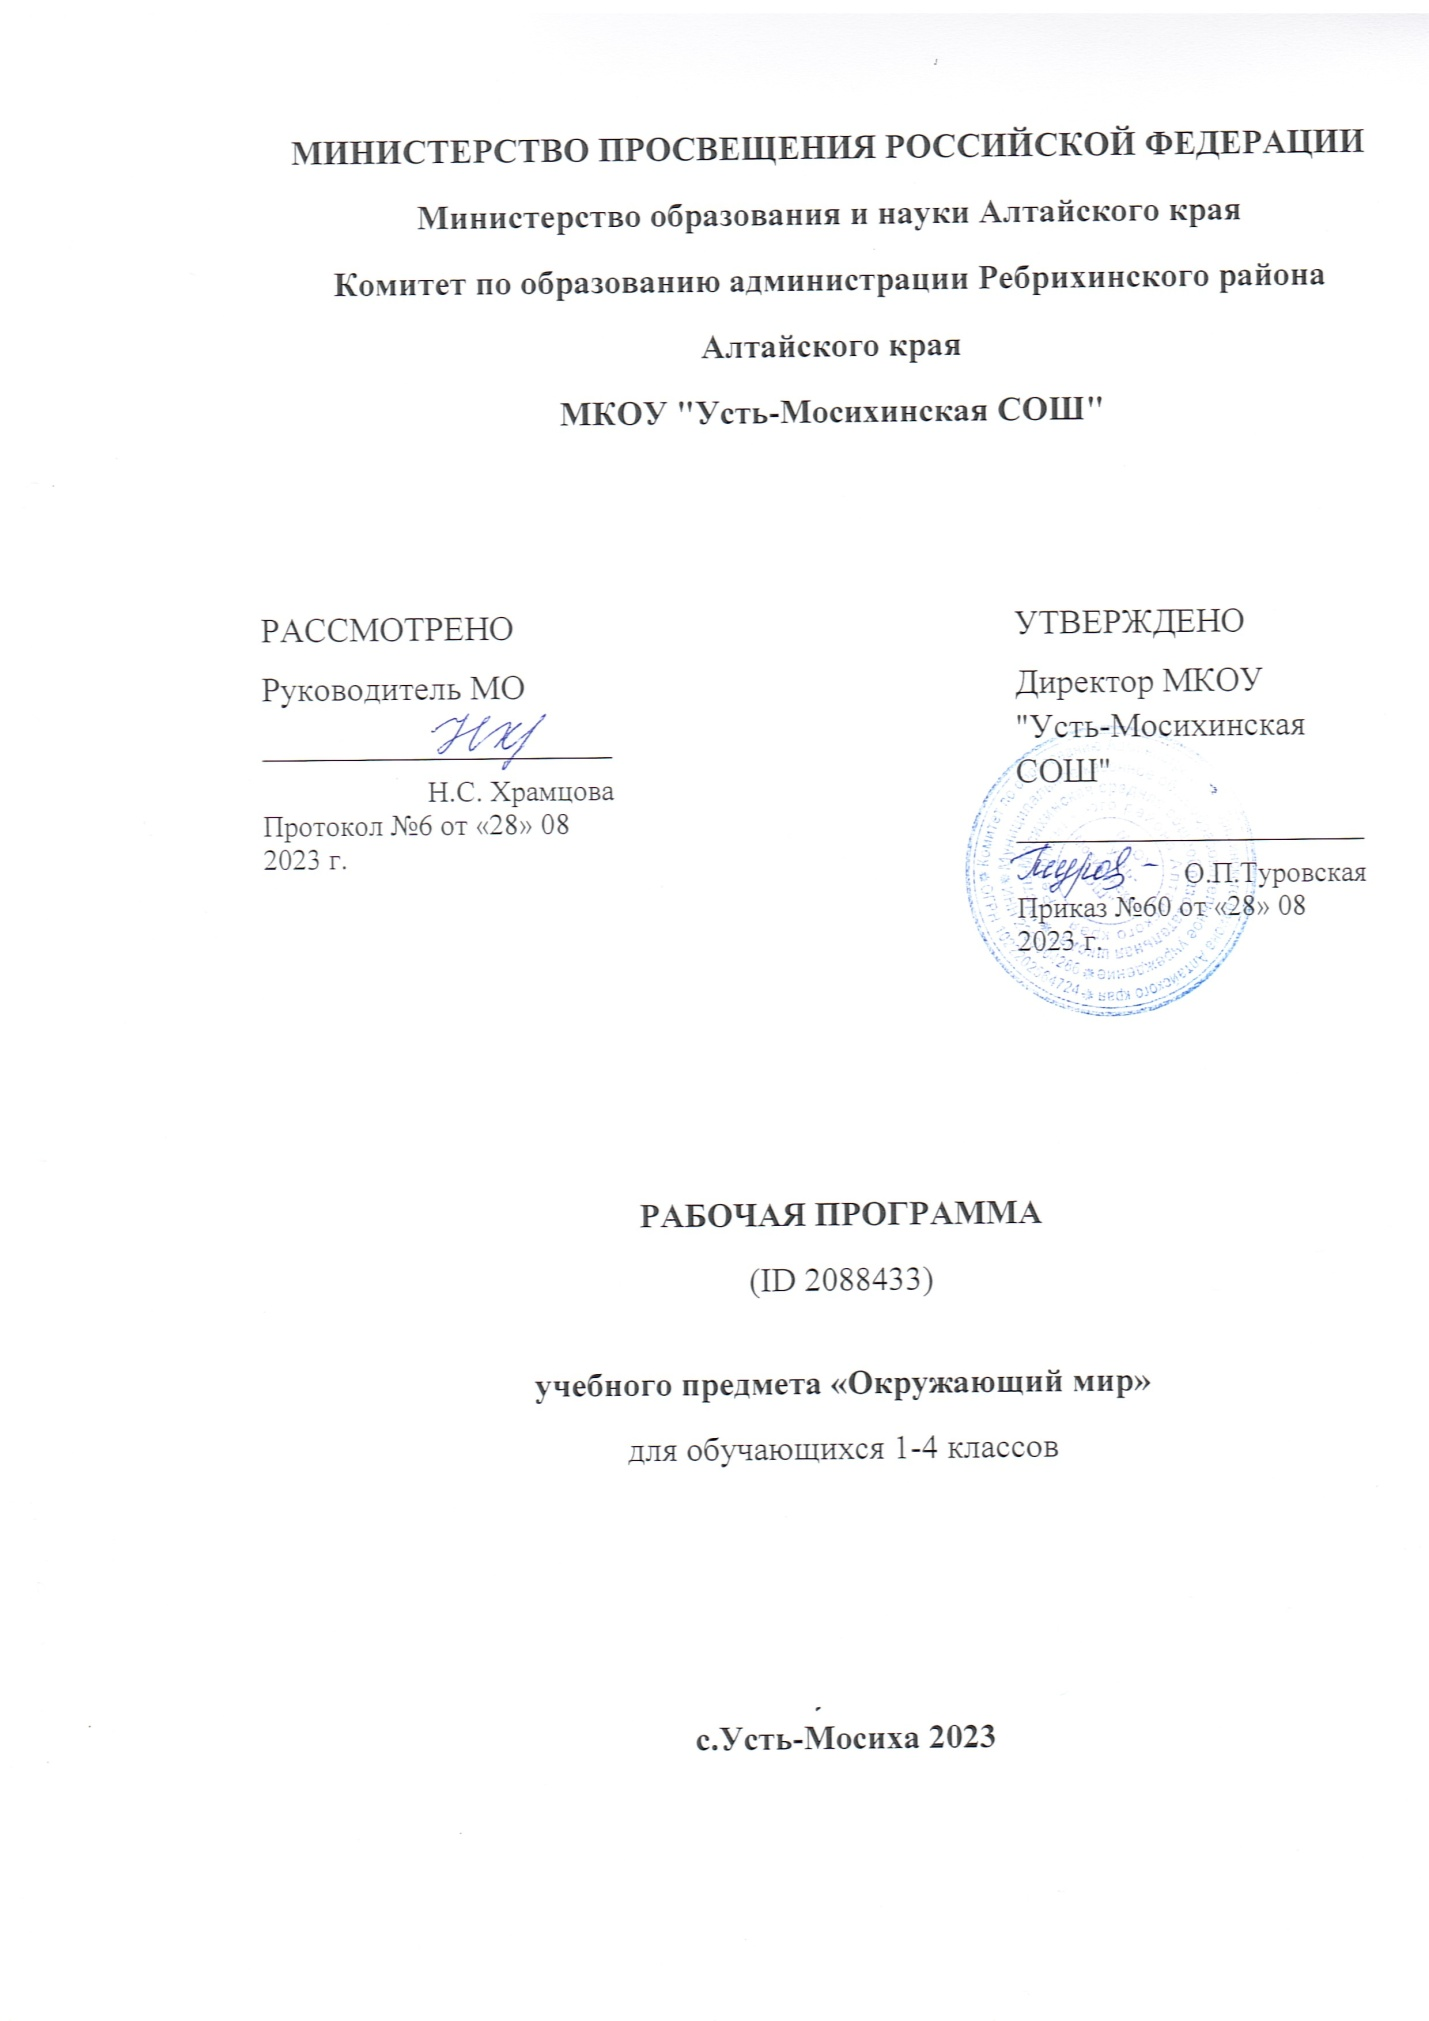 МИНИСТЕРСТВО ПРОСВЕЩЕНИЯ РОССИЙСКОЙ ФЕДЕРАЦИИ
Министерство образования и науки Алтайского края
Комитет по образованию администрации Ребрихинского района
Алтайского края
МКОУ "Усть-Мосихинская СОШ"
РАССМОТРЕНО
Руководитель МО
Н.С. Храмцова
Протокол №6 от «28» 08
2023 г.
УТВЕРЖДЕНО
Директор МКОУ
"Усть-Мосихинская
СОШ"
О.П.Туровская
Приказ №60 от «28» 08
2023 г.
РАБОЧАЯ ПРОГРАММА
(ID 2088433)
учебного предмета «Окружающий мир»
для обучающихся 1-4 классов
с.Усть-Мосиха 2023